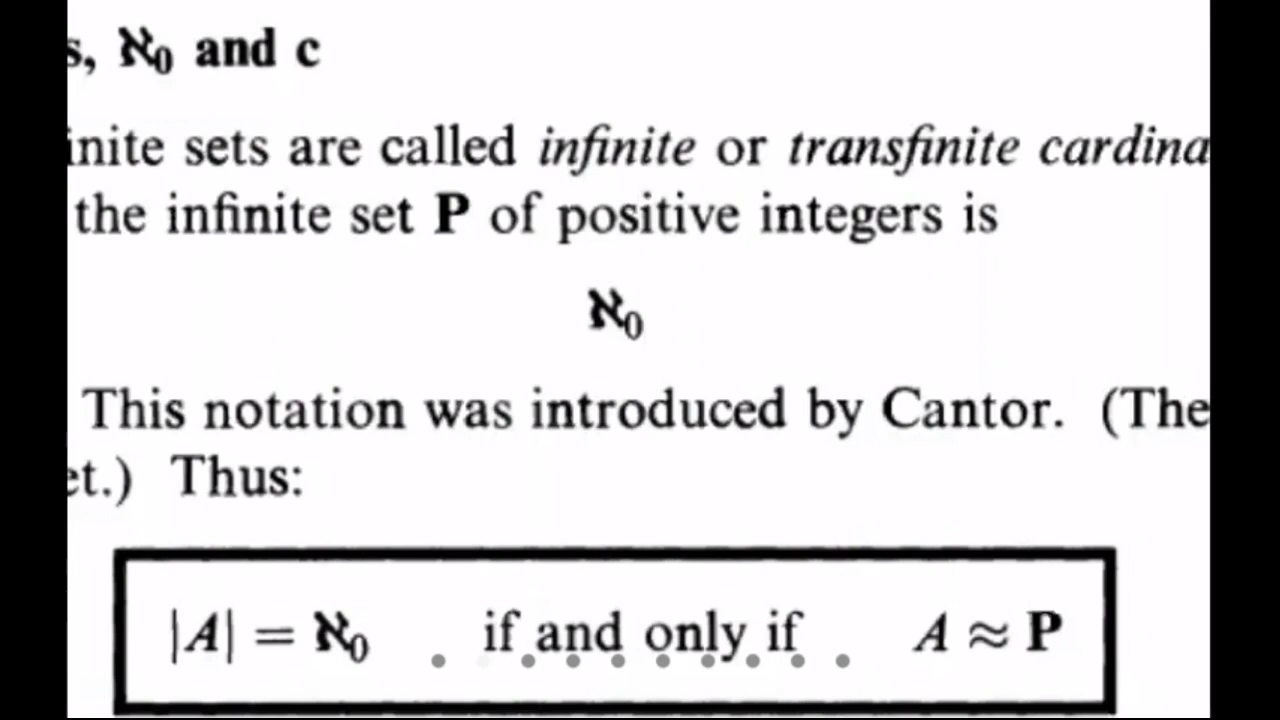 s, ℵ₀ and c
inite sets are called infinite or transfinite cardina
the infinite set P of positive integers is
ℵ₀
This notation was introduced by Cantor. (The
et.) Thus:
|A| = ℵ₀ if and only if A ≈ P